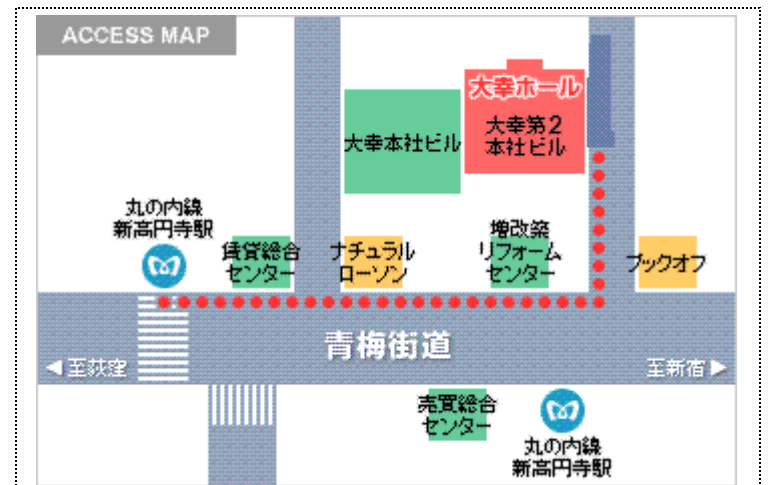 ACCESS MAP
大幸ホール
大幸第2
本社ビル
大幸本社ビル
丸の内線
新高円寺駅
賃貸総合
センター
ナチュラル
ローソン
増改築
リフォーム
センター
ブックオフ
青梅街道
◀至荻窪
至新宿▶
売買総合
センター
丸の内線
新高円寺駅